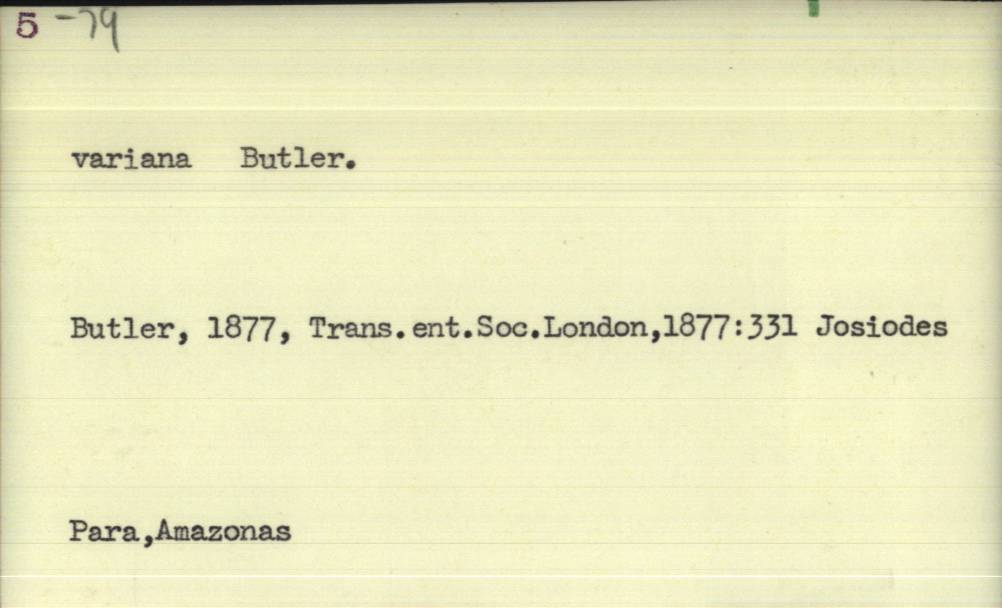 5 -79
variana Butler.
Butler, 1877, Trans.ent.Soc.London,1877:331 Josiodes
Para,Amazonas